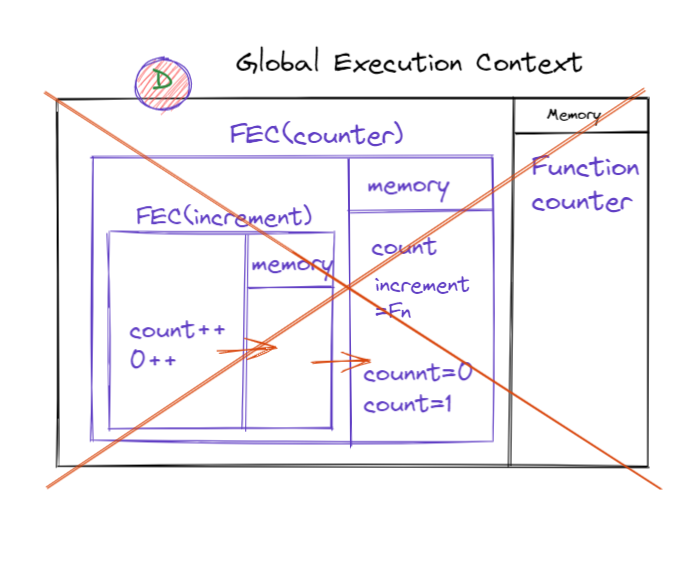 Global Execution Context
D
Memory
FEC(counter)
Function
counter
memory
FEC(increment)
count
memory
increment
=Fn
count++
0++
counnt=0
count=1